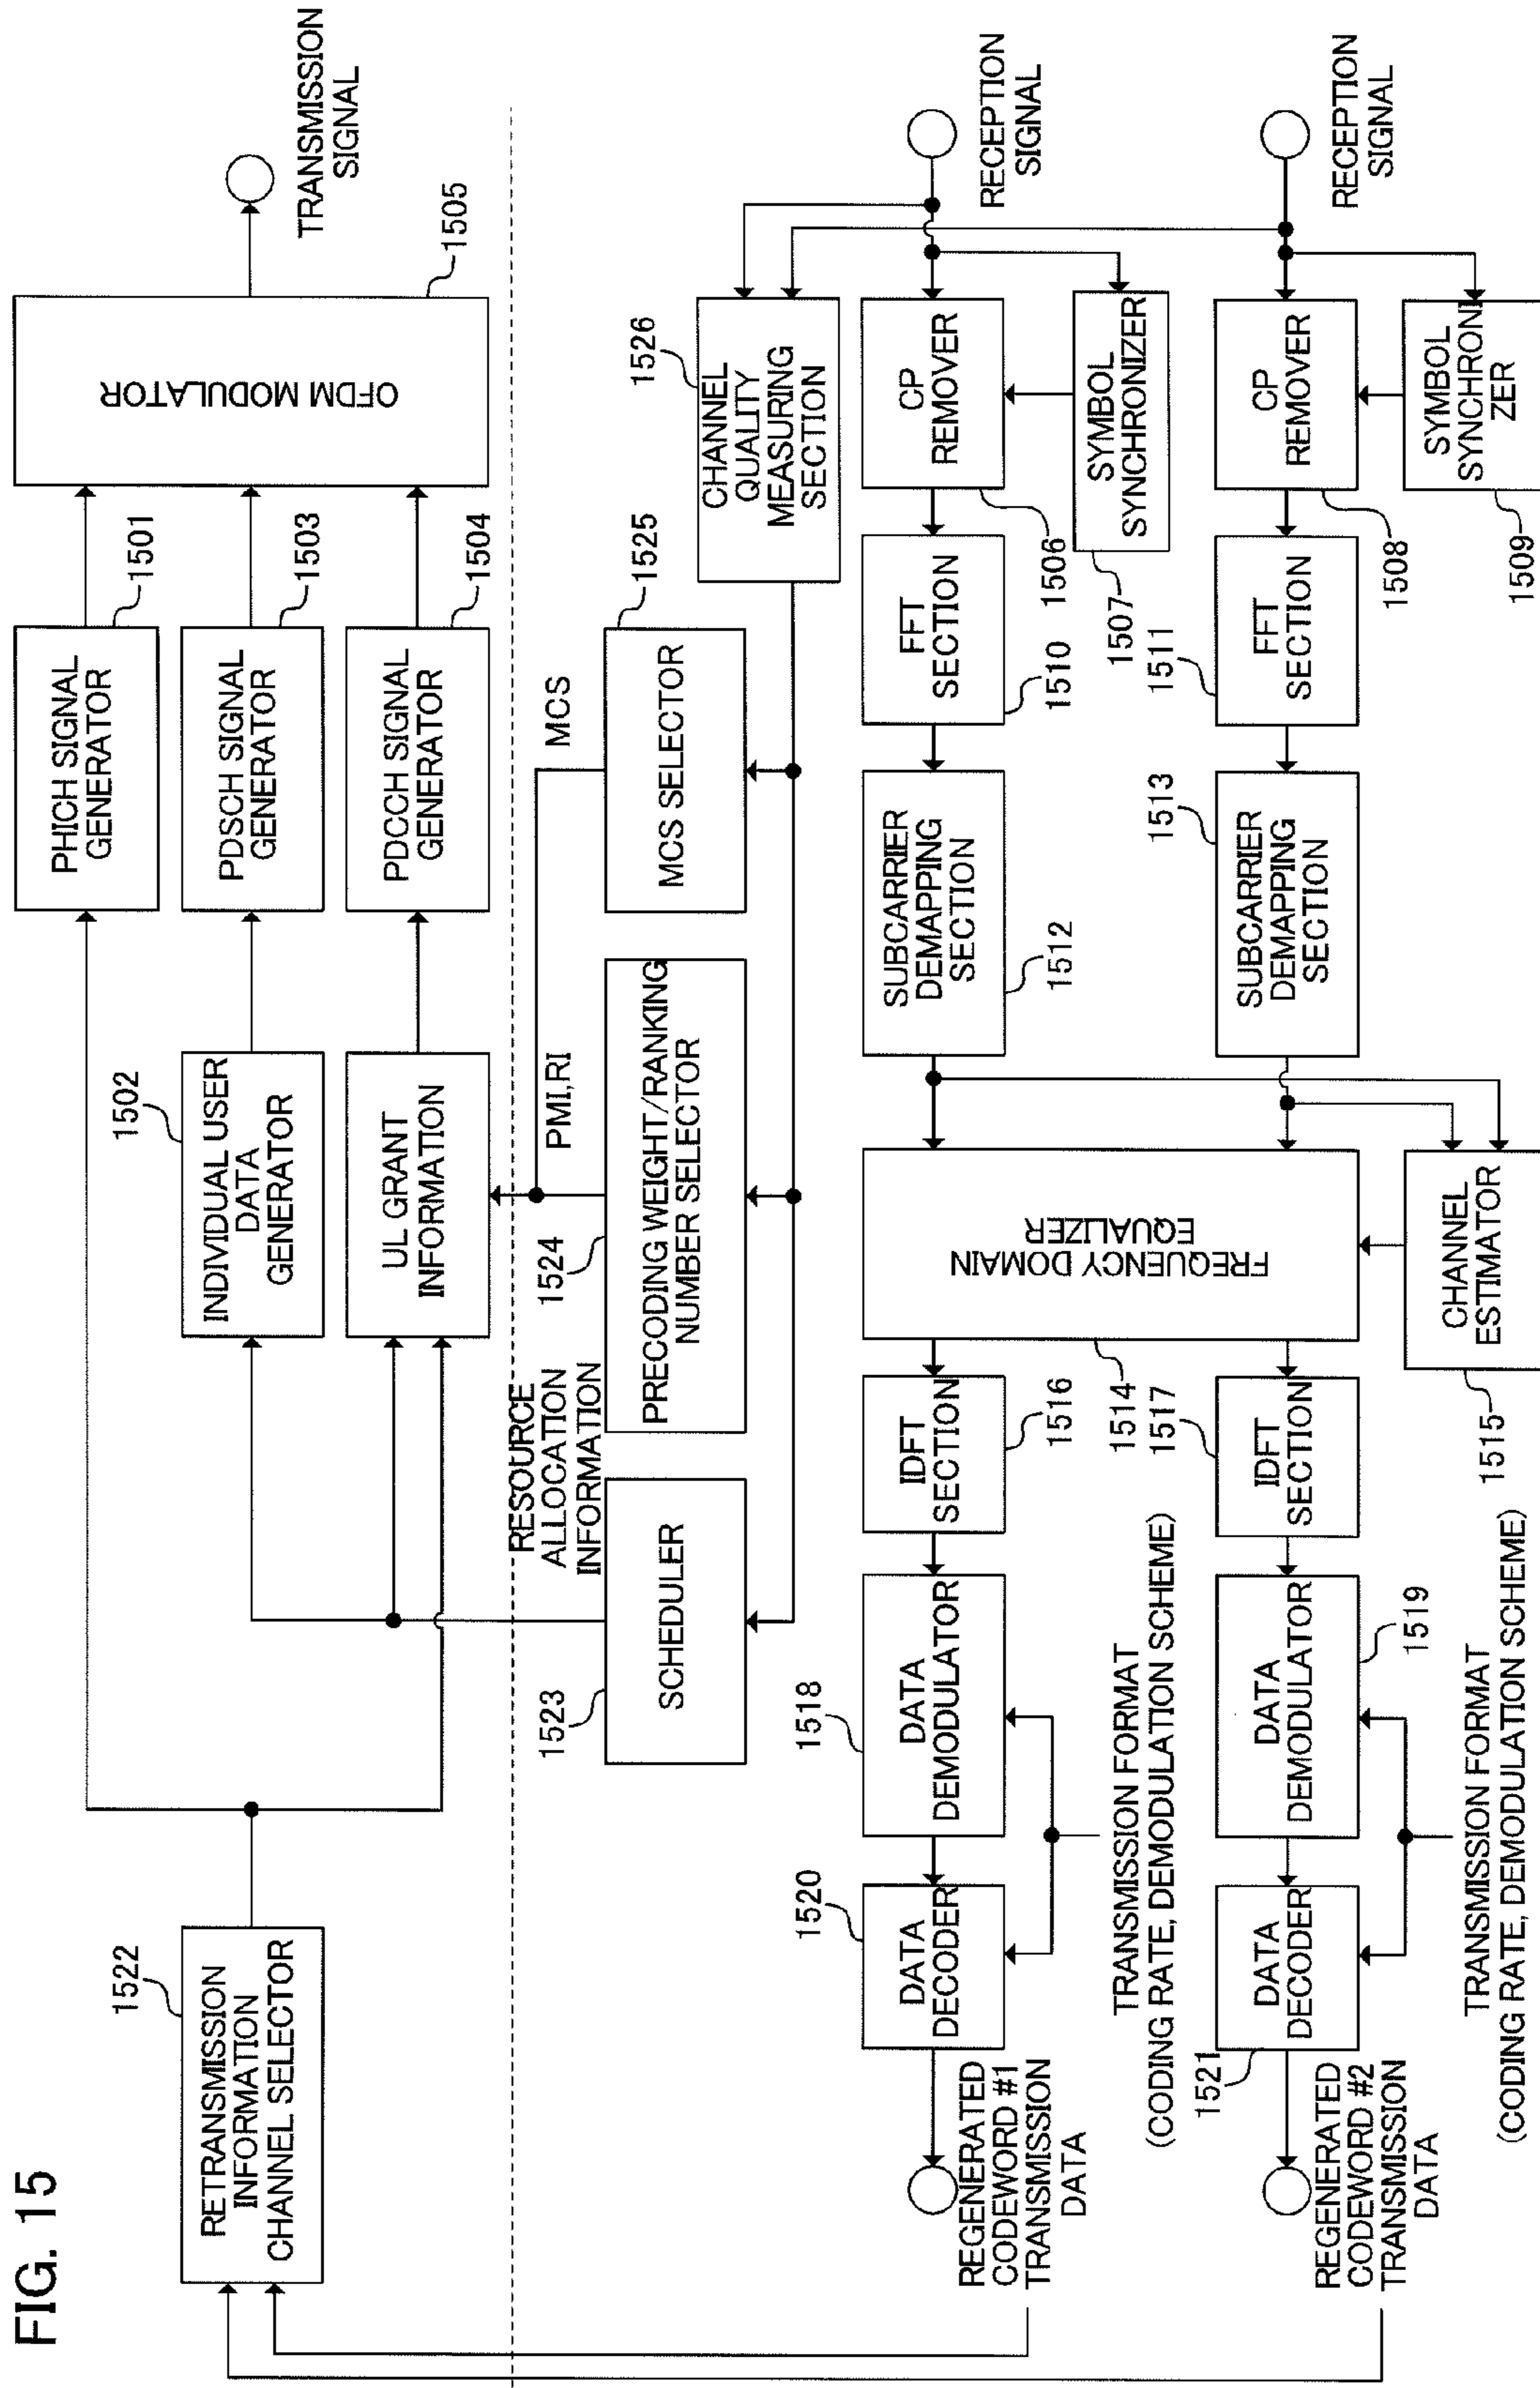 FIG. 15
1522
RETRANSMISSION
INFORMATION
CHANNEL SELECTOR
1502
INDIVIDUAL USER
DATA
GENERATOR
UL GRANT
INFORMATION
PHICH SIGNAL
GENERATOR
1501
PDSCH SIGNAL
GENERATOR
1503
PDCCH SIGNAL
GENERATOR
1504
OFDM MODULATOR
1505
TRANSMISSION
SIGNAL
RESOURCE
ALLOCATION
INFORMATION
PMI,RI
MCS
1523
SCHEDULER
1524
PRECODING WEIGHT/RANKING
NUMBER SELECTOR
MCS SELECTOR
1525
1526
CHANNEL
QUALITY
MEASURING
SECTION
RECEPTION
SIGNAL
REGENERATED
CODEWORD #1
TRANSMISSION
DATA
1520
DATA
DECODER
1518
DATA
DEMODULATOR
TRANSMISSION FORMAT
(CODING RATE, DEMODULATION SCHEME)
IDFT
SECTION
1516
FREQUENCY DOMAIN
EQUALIZER
1514
SUBCARRIER
DEMAPPING
SECTION
1512
FFT
SECTION
1510
CP
REMOVER
1506
SYMBOL
SYNCHRONIZER
1507
REGENERATED
CODEWORD #2
TRANSMISSION
DATA
1521
DATA
DECODER
DATA
DEMODULATOR
1519
TRANSMISSION FORMAT
(CODING RATE, DEMODULATION SCHEME)
1517
IDFT
SECTION
CHANNEL
ESTIMATOR
1515
1513
SUBCARRIER
DEMAPPING
SECTION
1511
FFT
SECTION
CP
REMOVER
1508
SYMBOL
SYNCHRONI
ZER
1509
RECEPTION
SIGNAL